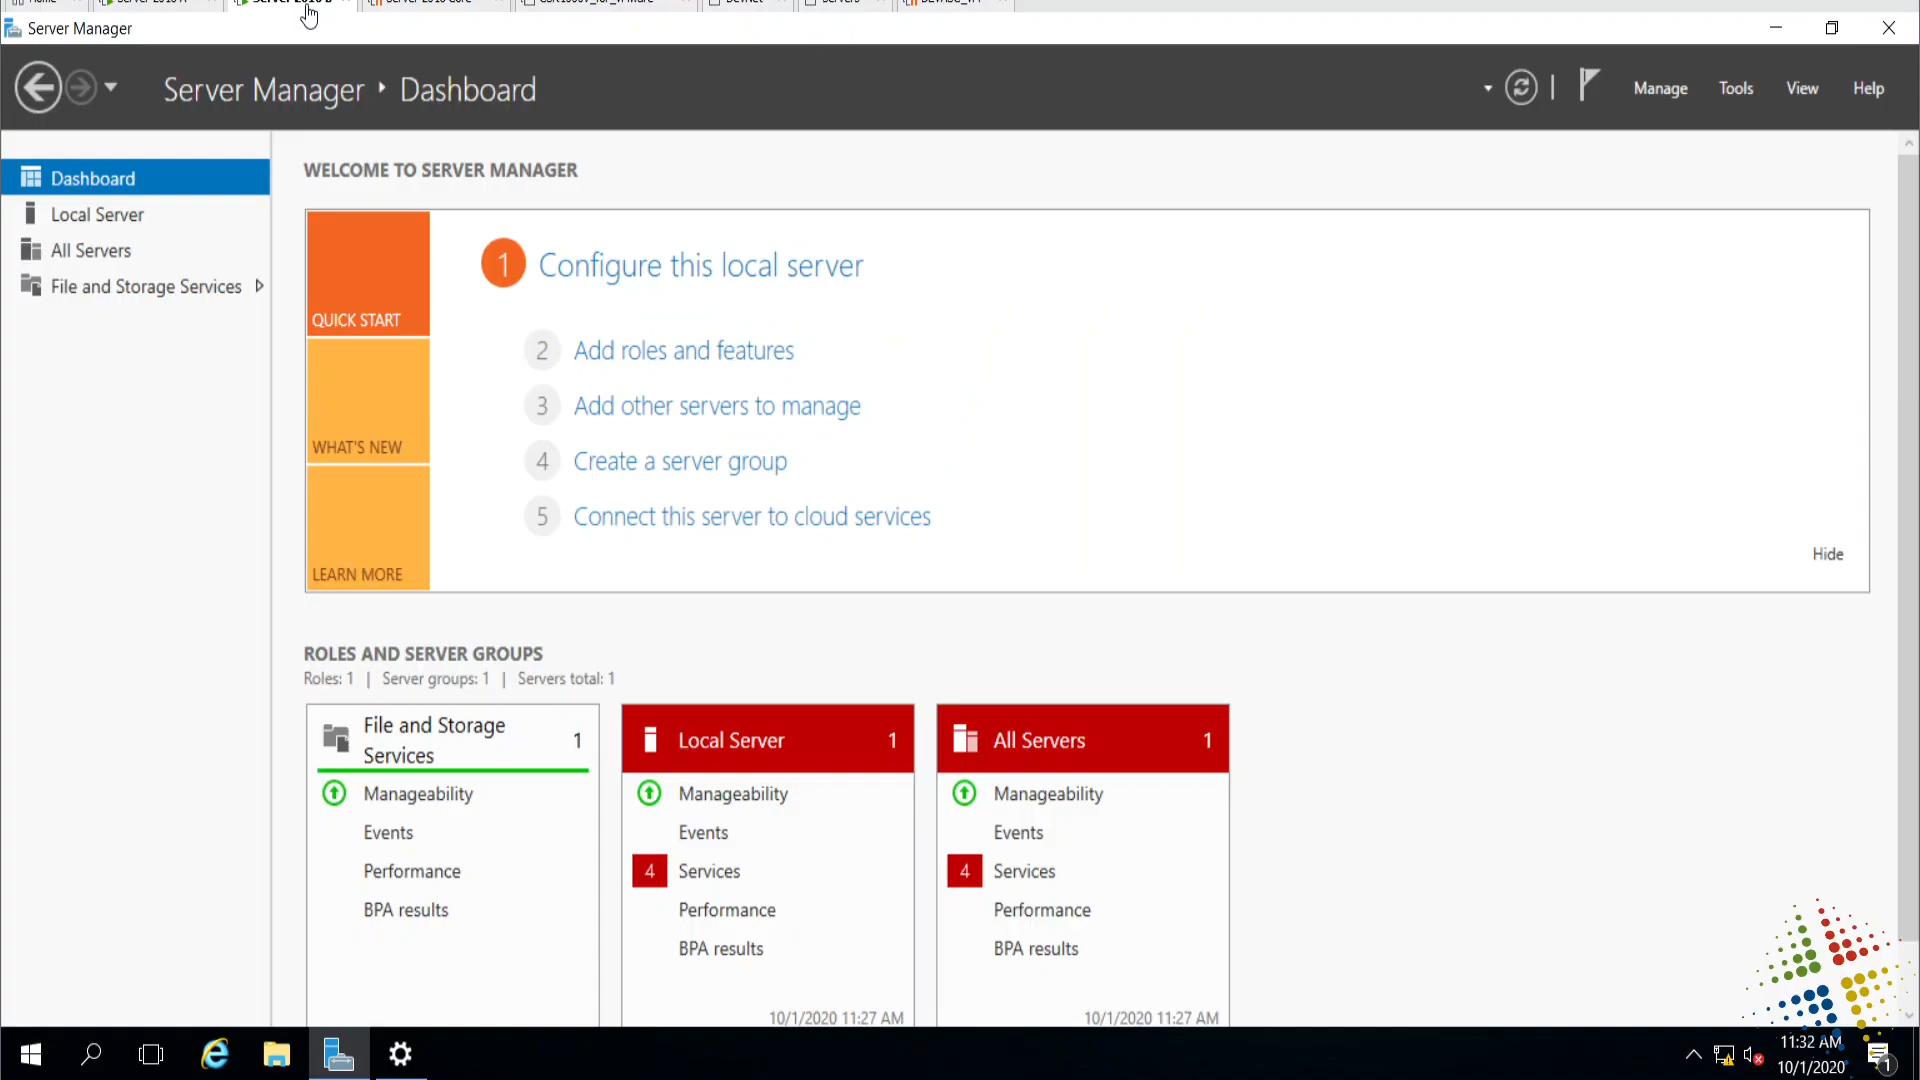 Server Manager
Server Manager
Dashboard
Manage
Tools
View
Help
Dashboard
Local Server
All Servers
File and Storage Services
WELCOME TO SERVER MANAGER
QUICK START
WHAT'S NEW
LEARN MORE
1 Configure this local server
2 Add roles and features
3 Add other servers to manage
4 Create a server group
5 Connect this server to cloud services
Hide
ROLES AND SERVER GROUPS
Roles: 1 | Server groups: 1 | Servers total: 1
File and Storage
Services
1
Manageability
Events
Performance
BPA results
Local Server 1
Manageability
Events
4 Services
Performance
BPA results
10/1/2020 11:27 AM
All Servers 1
Manageability
Events
4 Services
Performance
BPA results
10/1/2020 11:27 AM
11:32 AM
10/1/2020
1